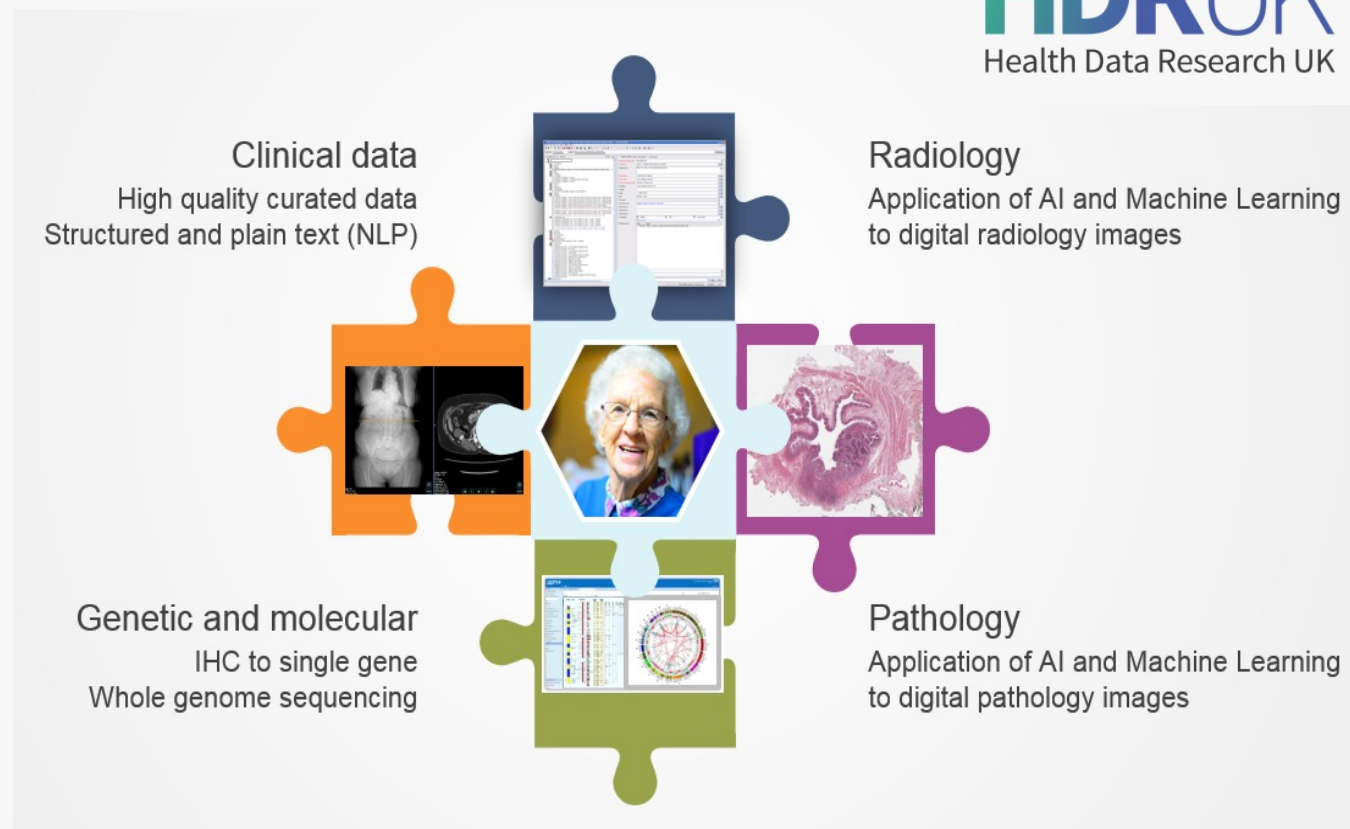 HDRUK
Health Data Research UK
Clinical data
High quality curated data
Structured and plain text (NLP)
Radiology
Application of AI and Machine Learning
to digital radiology images
Genetic and molecular
IHC to single gene
Whole genome sequencing
Pathology
Application of AI and Machine Learning
to digital pathology images